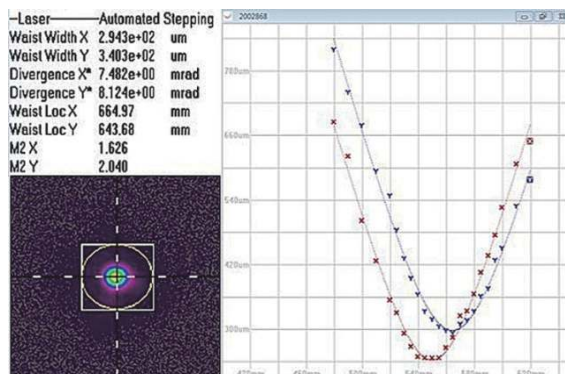 Laser Automated Stepping
Waist Width X 2.943e+02 um
Waist Width Y 3.403e+02 um
Divergence X* 7.482e+00 mrad
Divergence Y* 8.124e+00 mrad
Waist Loc X 664.97 mm
Waist Loc Y 643.68 mm
M2 X 1.626
M2 Y 2.040
2002868
780um
660um
540um
420um
300um